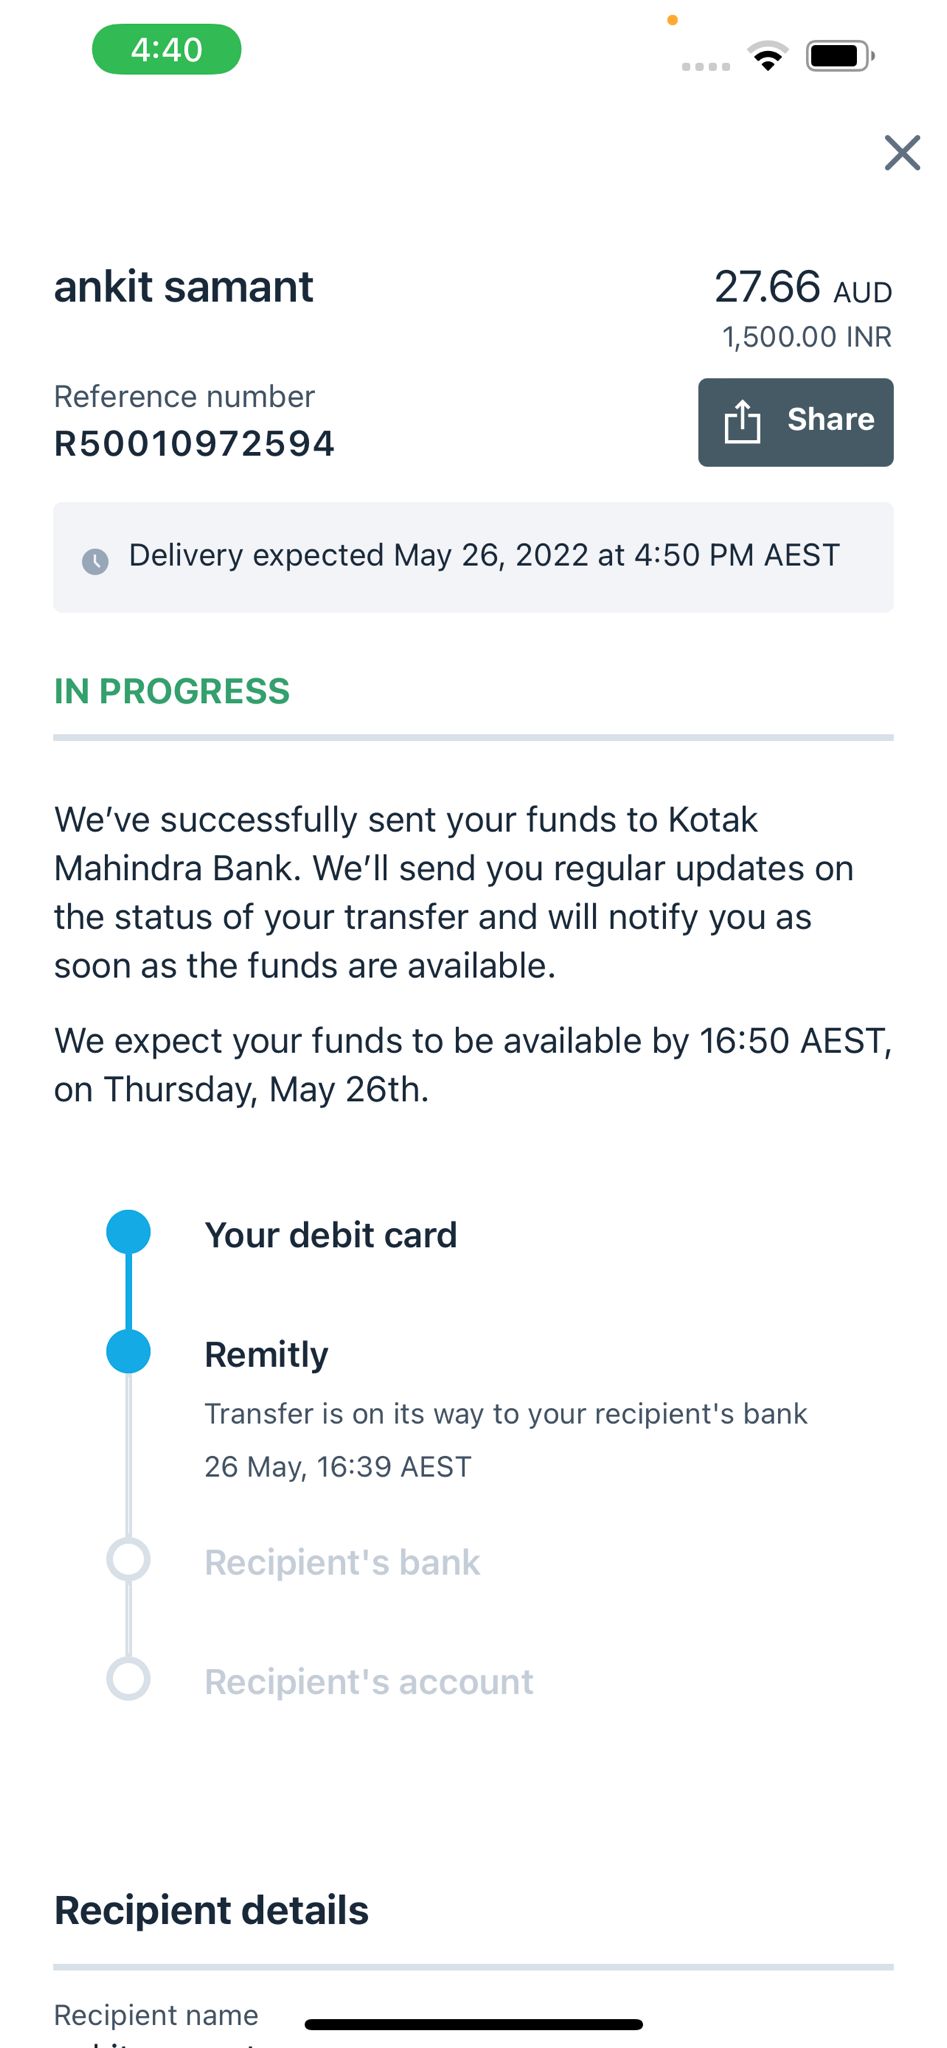 4:40
ankit samant
27.66 AUD
1,500.00 INR
Reference number
R50010972594
Share
Delivery expected May 26, 2022 at 4:50 PM AEST
IN PROGRESS
We’ve successfully sent your funds to Kotak
Mahindra Bank. We’ll send you regular updates on
the status of your transfer and will notify you as
soon as the funds are available.
We expect your funds to be available by 16:50 AEST,
on Thursday, May 26th.
Your debit card
Remitly
Transfer is on its way to your recipient's bank
26 May, 16:39 AEST
Recipient's bank
Recipient's account
Recipient details
Recipient name